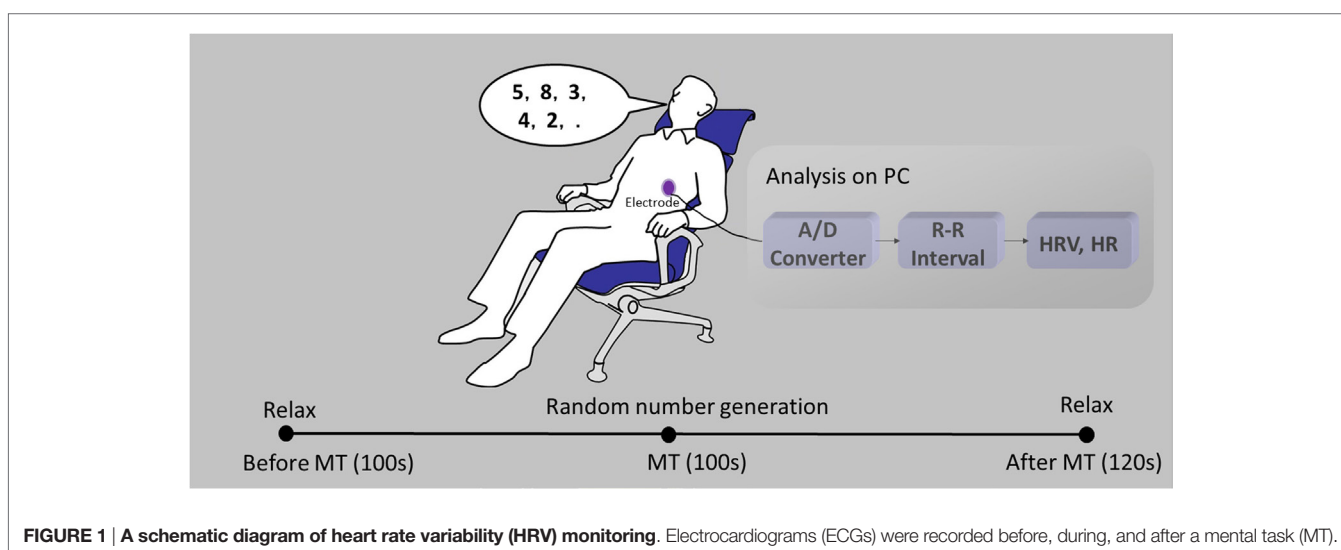 5, 8, 3,
4, 2, .
Electrode
Analysis on PC
A/D
Converter
R-R
Interval
HRV, HR
Relax
Random number generation
Relax
Before MT (100s)
MT (100s)
After MT (120s)
FIGURE 1 | A schematic diagram of heart rate variability (HRV) monitoring. Electrocardiograms (ECGs) were recorded before, during, and after a mental task (MT).